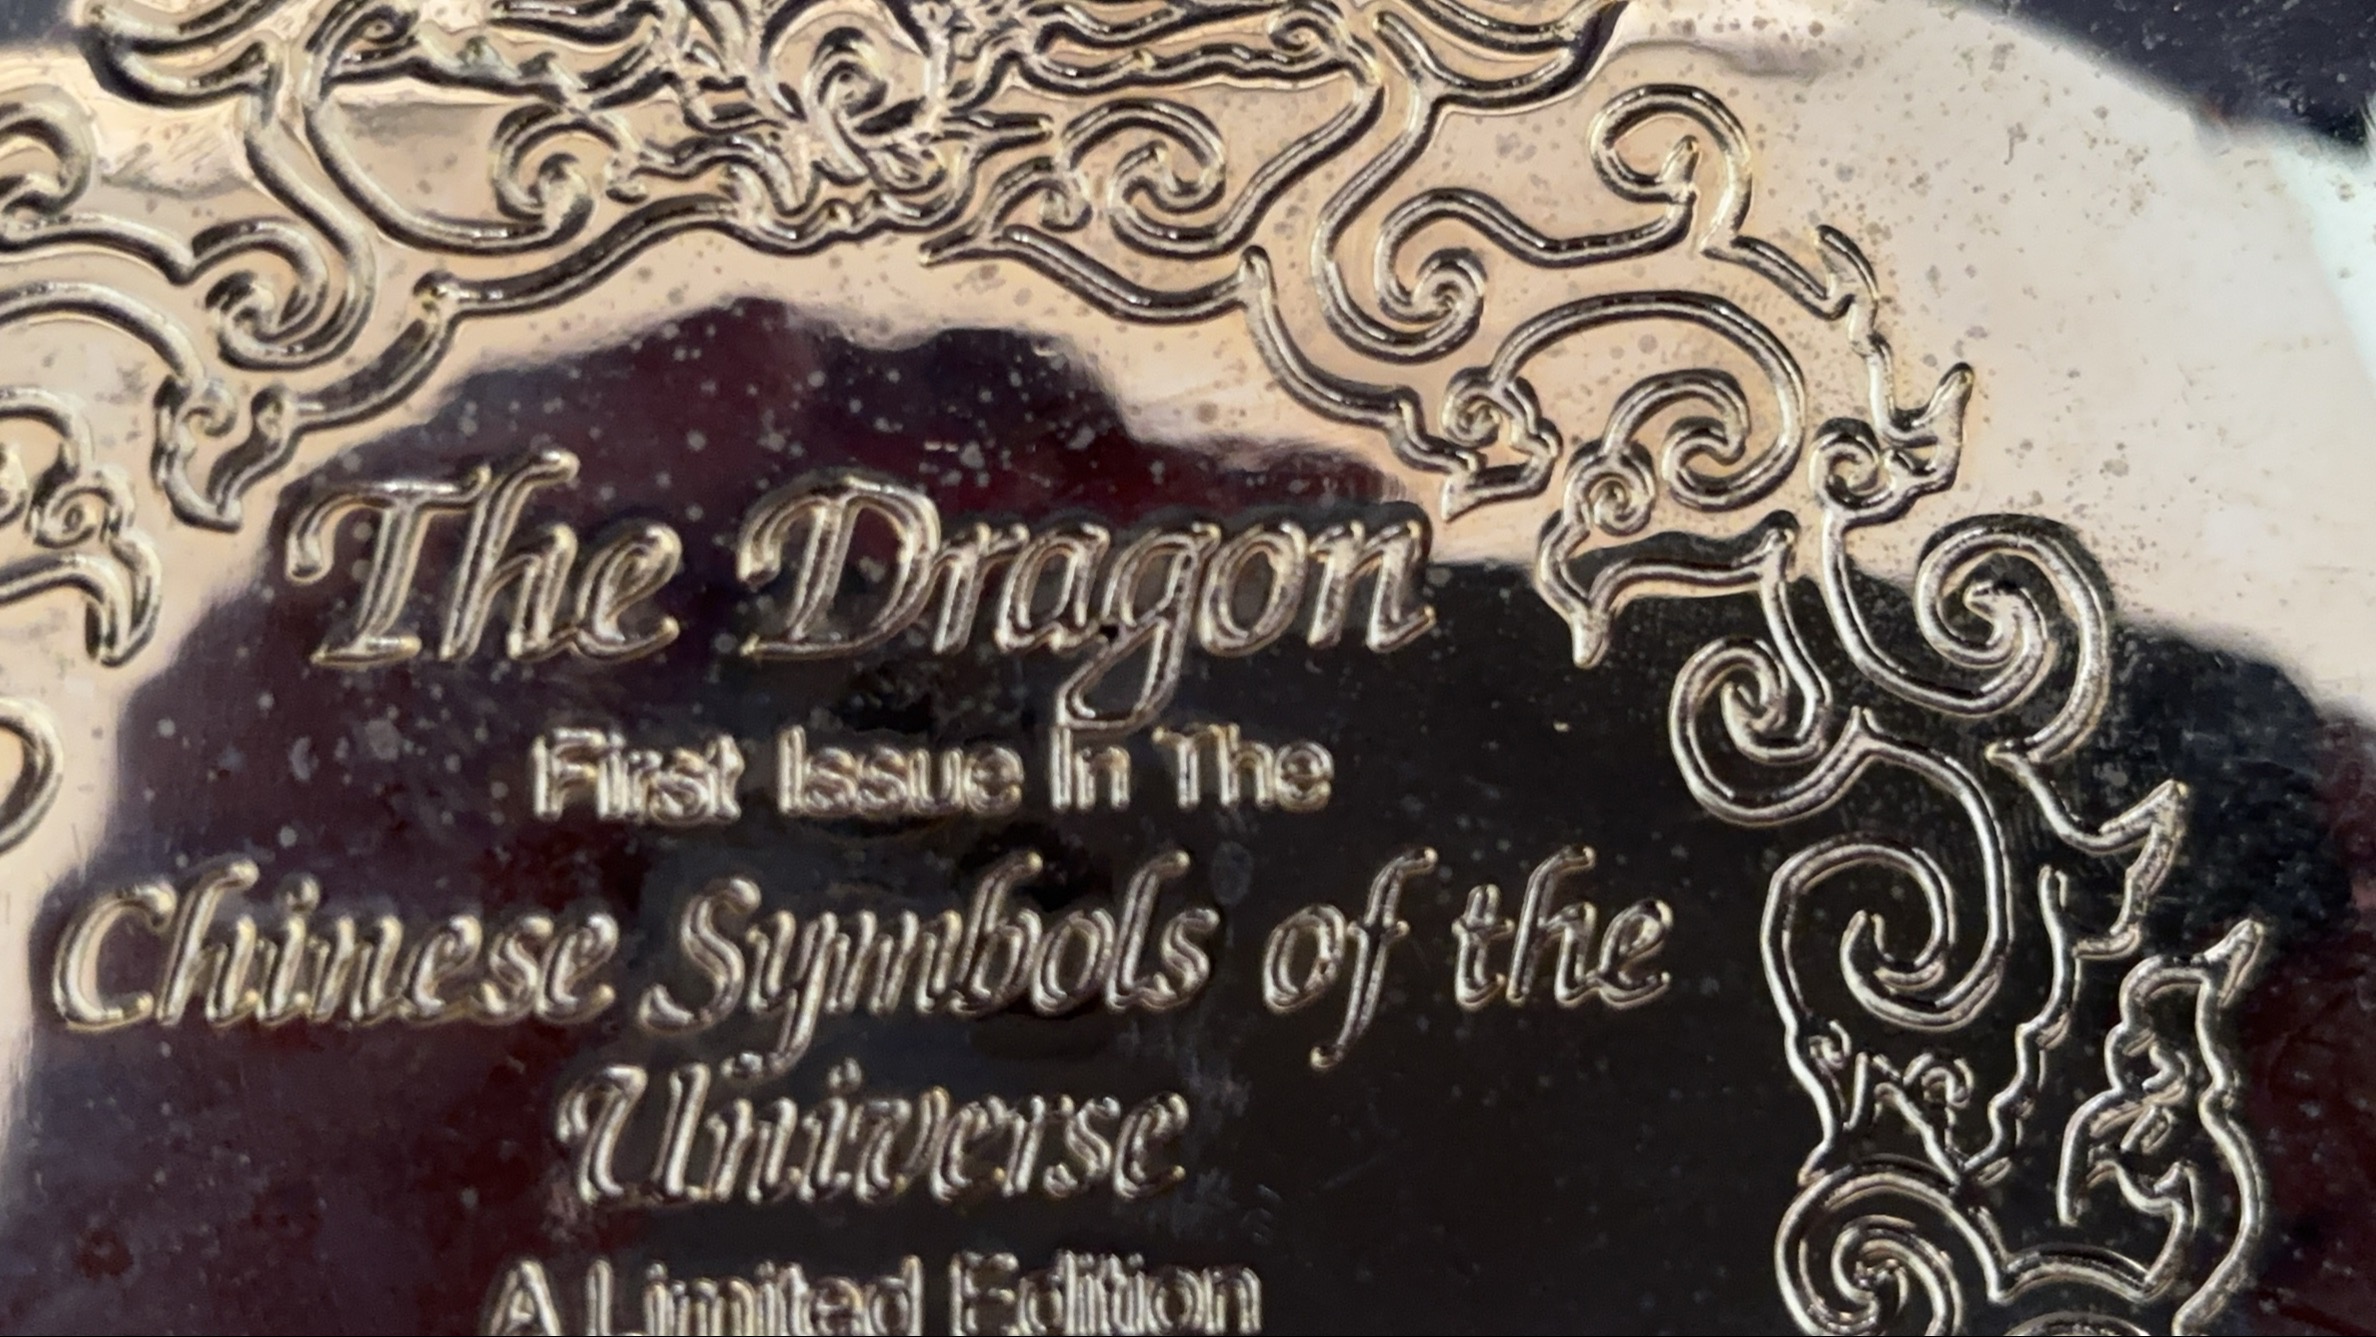 The Dragon
First Issue In The
Chinese Symbols of the
Universe
A Limited Edition